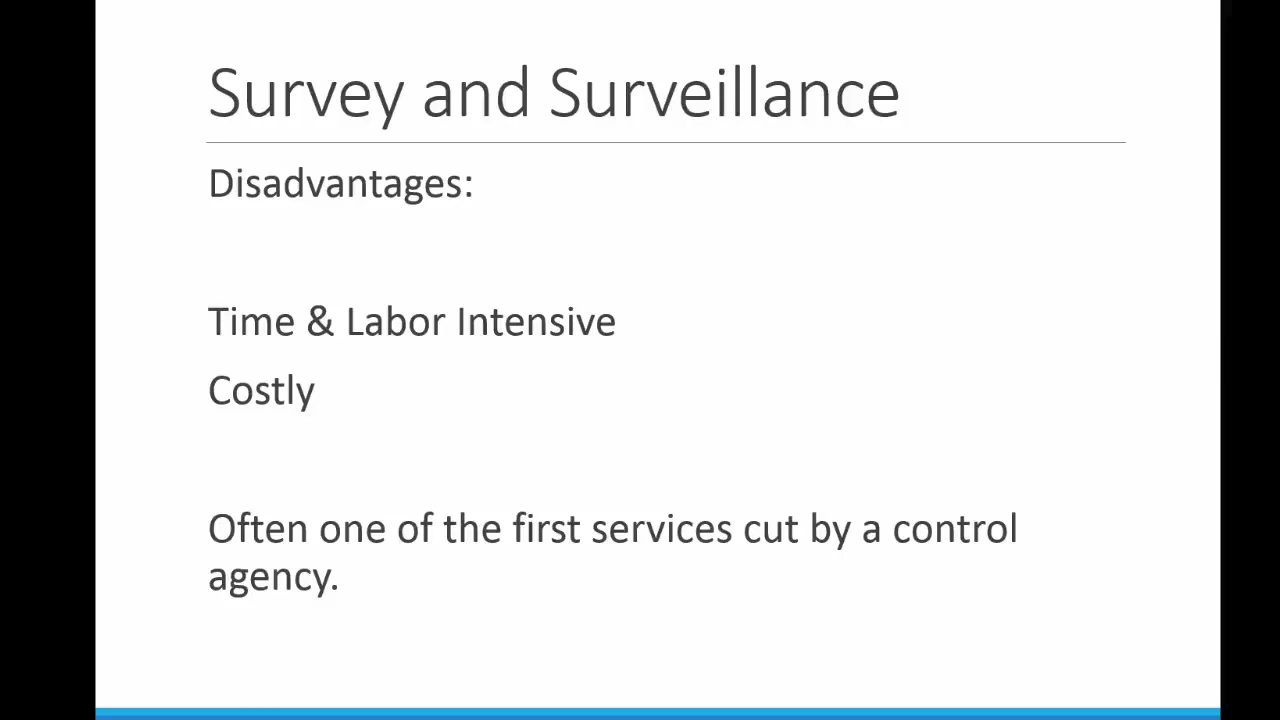 Survey and Surveillance
Disadvantages:
Time & Labor Intensive
Costly
Often one of the first services cut by a control
agency.